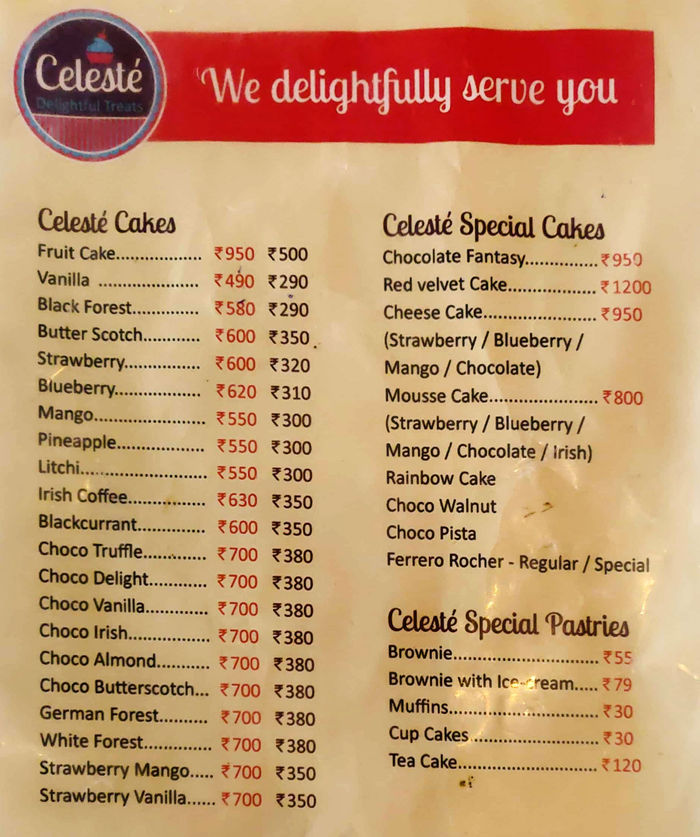 Celesté
Delightful Treats
We delightfully serve you
Celesté Cakes
Fruit Cake.................. ₹950 ₹500
Vanilla ...................... ₹490 ₹290
Black Forest.............. ₹580 ₹290
Butter Scotch............ ₹600 ₹350
Strawberry................. ₹600 ₹320
Blueberry................... ₹620 ₹310
Mango........................ ₹550 ₹300
Pineapple................... ₹550 ₹300
Litchi........................... ₹550 ₹300
Irish Coffee................. ₹630 ₹350
Blackcurrant............... ₹600 ₹350
Choco Truffle.............. ₹700 ₹380
Choco Delight............. ₹700 ₹380
Choco Vanilla.............. ₹700 ₹380
Choco Irish.................. ₹700 ₹380
Choco Almond............ ₹700 ₹380
Choco Butterscotch... ₹700 ₹380
German Forest........... ₹700 ₹380
White Forest............... ₹700 ₹380
Strawberry Mango..... ₹700 ₹350
Strawberry Vanilla...... ₹700 ₹350
Celesté Special Cakes
Chocolate Fantasy............... ₹950
Red velvet Cake................... ₹1200
Cheese Cake......................... ₹950
(Strawberry / Blueberry /
Mango / Chocolate)
Mousse Cake....................... ₹800
(Strawberry / Blueberry /
Mango / Chocolate / Irish)
Rainbow Cake
Choco Walnut
Choco Pista
Ferrero Rocher - Regular / Special
Celesté Special Pastries
Brownie................................ ₹55
Brownie with Ice-cream..... ₹79
Muffins................................. ₹30
Cup Cakes............................ ₹30
Tea Cake.............................. ₹120